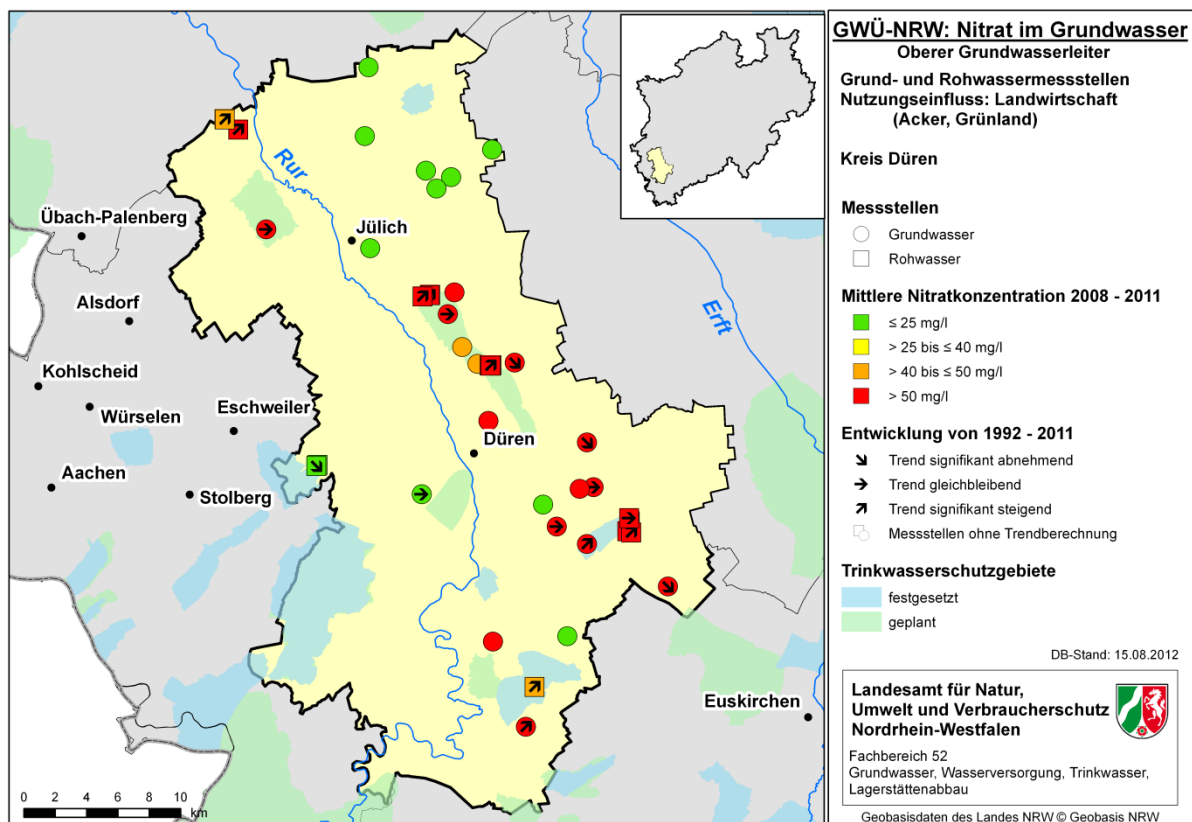 Übach-Palenberg
Alsdorf
Kohlscheid
Würselen
Eschweiler
Aachen
Stolberg
Rur
Jülich
Düren
Erft
Euskirchen
0 2 4 6 8 10
km
GWÜ-NRW: Nitrat im Grundwasser
Oberer Grundwasserleiter
Grund- und Rohwassermessstellen
Nutzungseinfluss: Landwirtschaft
(Acker, Grünland)
Kreis Düren
Messstellen
Grundwasser
Rohwasser
Mittlere Nitratkonzentration 2008 - 2011
≤ 25 mg/l
> 25 bis ≤ 40 mg/l
> 40 bis ≤ 50 mg/l
> 50 mg/l
Entwicklung von 1992 - 2011
Trend signifikant abnehmend
Trend gleichbleibend
Trend signifikant steigend
Messstellen ohne Trendberechnung
Trinkwasserschutzgebiete
festgesetzt
geplant
DB-Stand: 15.08.2012
Landesamt für Natur,
Umwelt und Verbraucherschutz
Nordrhein-Westfalen
Fachbereich 52
Grundwasser, Wasserversorgung, Trinkwasser,
Lagerstättenabbau
Geobasisdaten des Landes NRW © Geobasis NRW